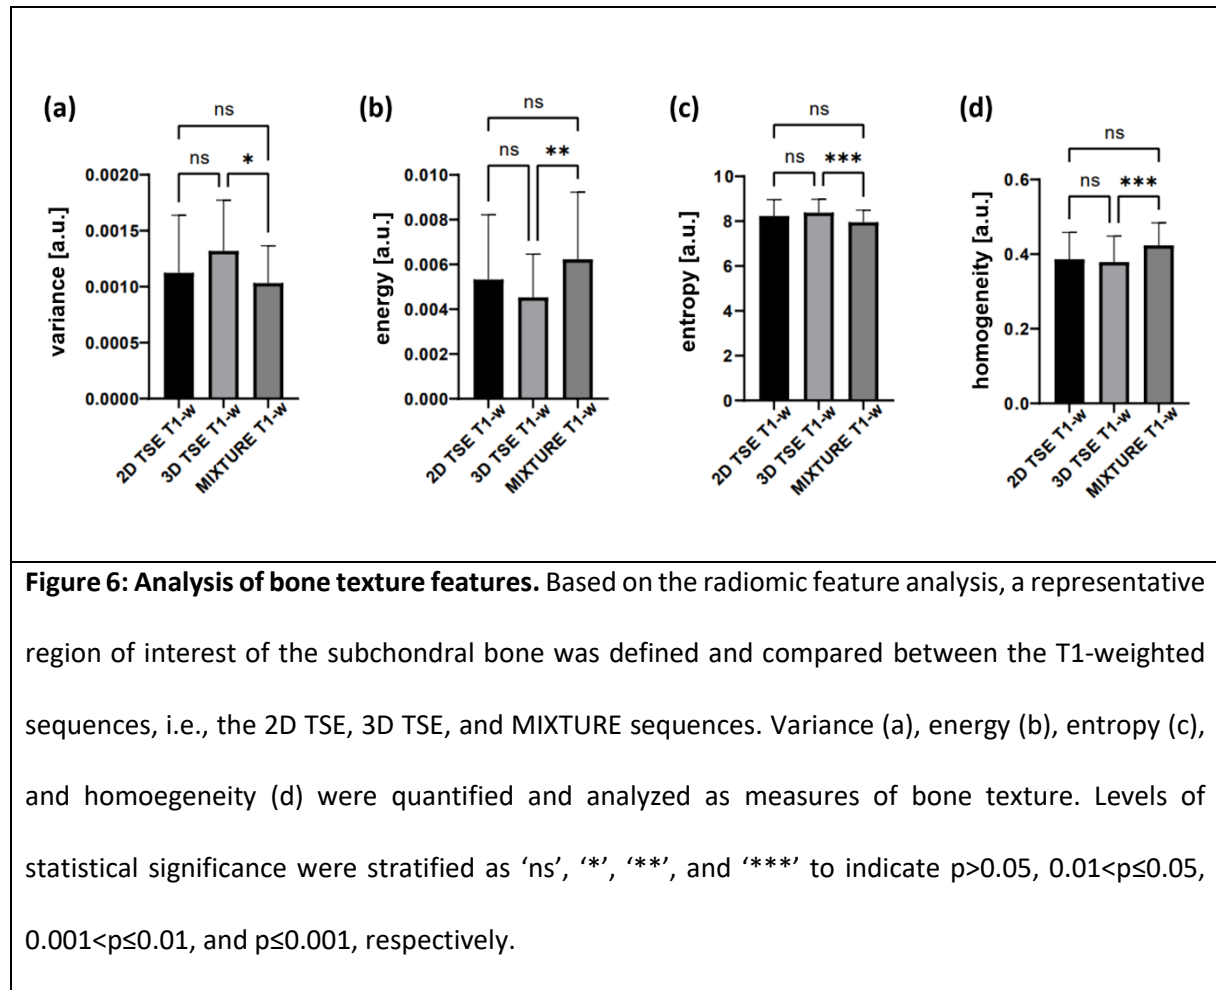 (a)
ns
ns
*
variance [a.u.]
0.0020
0.0015
0.0010
0.0005
0.0000
2D TSE T1-w
3D TSE T1-w
MIXTURE T1-w
(b)
ns
ns
**
energy [a.u.]
0.010
0.008
0.006
0.004
0.002
0.000
2D TSE T1-w
3D TSE T1-w
MIXTURE T1-w
(c)
ns
ns
***
entropy [a.u.]
10
8
6
4
2
0
2D TSE T1-w
3D TSE T1-w
MIXTURE T1-w
(d)
ns
ns
***
homogeneity [a.u.]
0.6
0.4
0.2
0.0
2D TSE T1-w
3D TSE T1-w
MIXTURE T1-w
Figure 6: Analysis of bone texture features. Based on the radiomic feature analysis, a representative
region of interest of the subchondral bone was defined and compared between the T1-weighted
sequences, i.e., the 2D TSE, 3D TSE, and MIXTURE sequences. Variance (a), energy (b), entropy (c),
and homoegeneity (d) were quantified and analyzed as measures of bone texture. Levels of
statistical significance were stratified as ‘ns’, ‘*’, ‘**’, and ‘***’ to indicate p>0.05, 0.01<p≤0.05,
0.001<p≤0.01, and p≤0.001, respectively.